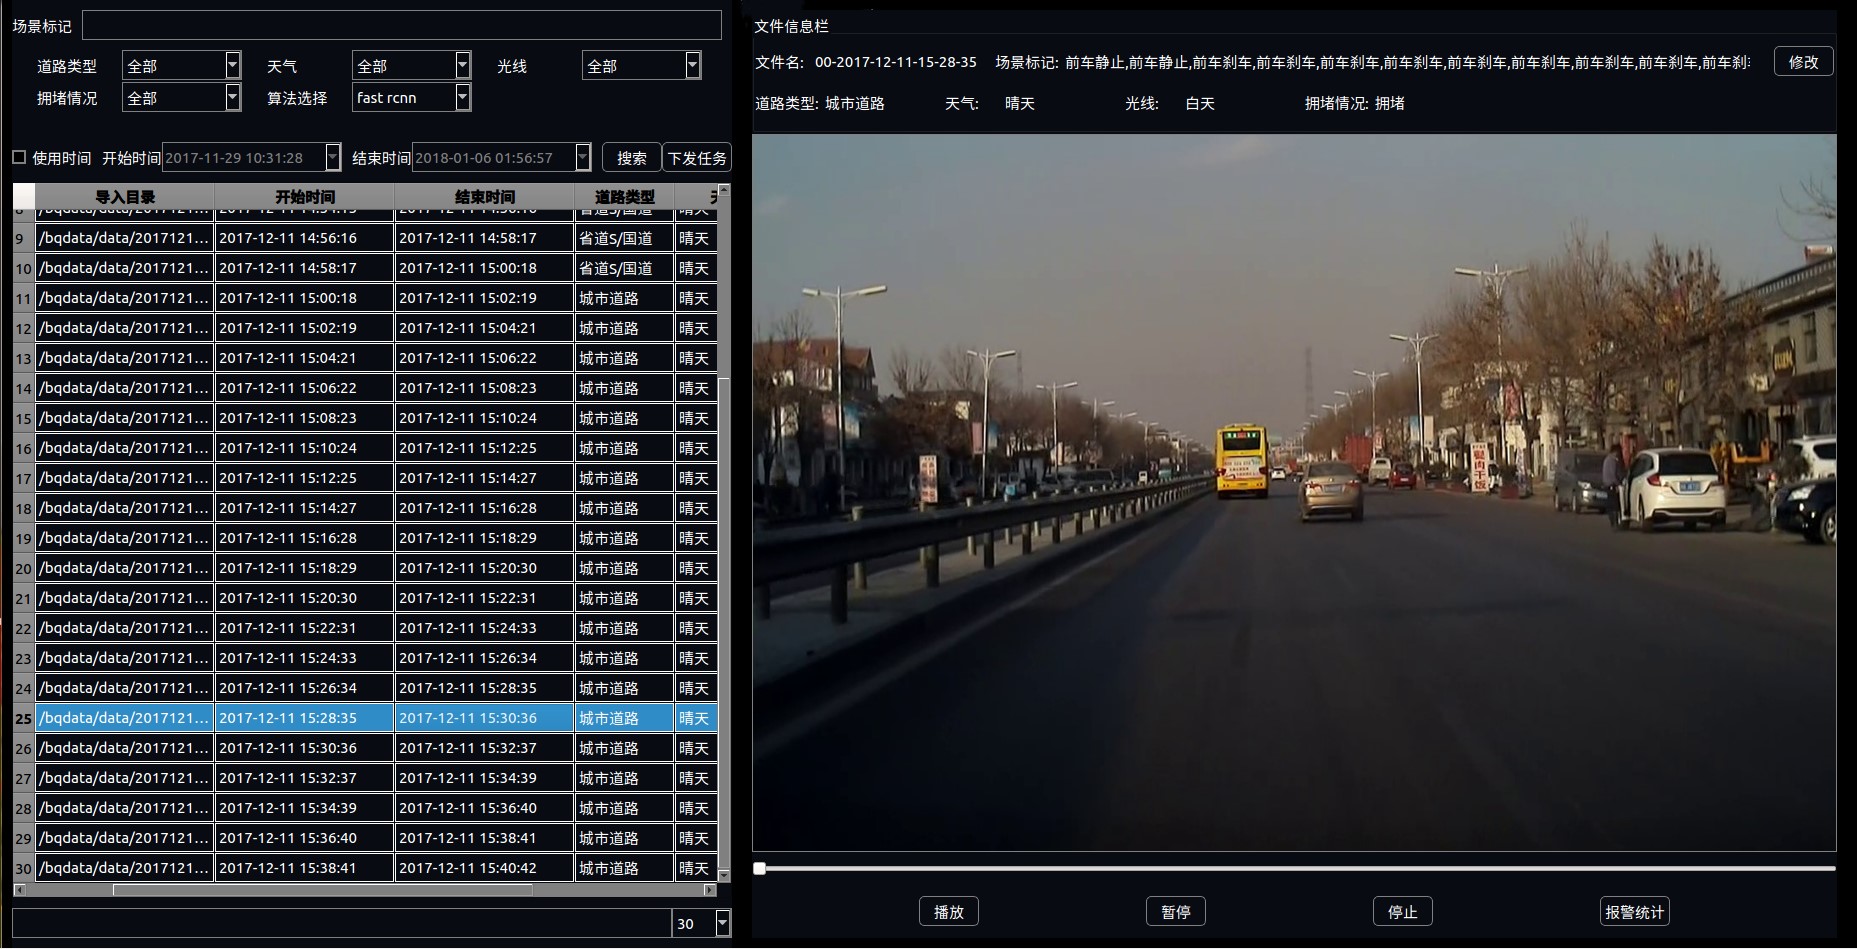 场景标记
道路类型 全部 天气 全部 光线 全部
拥堵情况 全部 算法选择 fast rcnn
使用时间 开始时间 2017-11-29 10:31:28 结束时间 2018-01-06 01:56:57 搜索 下发任务
导入目录 开始时间 结束时间 道路类型
9 /bqdata/data/2017121... 2017-12-11 14:56:16 2017-12-11 14:58:17 省道S/国道 晴天
10 /bqdata/data/2017121... 2017-12-11 14:58:17 2017-12-11 15:00:18 省道S/国道 晴天
11 /bqdata/data/2017121... 2017-12-11 15:00:18 2017-12-11 15:02:19 城市道路 晴天
12 /bqdata/data/2017121... 2017-12-11 15:02:19 2017-12-11 15:04:21 城市道路 晴天
13 /bqdata/data/2017121... 2017-12-11 15:04:21 2017-12-11 15:06:22 城市道路 晴天
14 /bqdata/data/2017121... 2017-12-11 15:06:22 2017-12-11 15:08:23 城市道路 晴天
15 /bqdata/data/2017121... 2017-12-11 15:08:23 2017-12-11 15:10:24 城市道路 晴天
16 /bqdata/data/2017121... 2017-12-11 15:10:24 2017-12-11 15:12:25 城市道路 晴天
17 /bqdata/data/2017121... 2017-12-11 15:12:25 2017-12-11 15:14:27 城市道路 晴天
18 /bqdata/data/2017121... 2017-12-11 15:14:27 2017-12-11 15:16:28 城市道路 晴天
19 /bqdata/data/2017121... 2017-12-11 15:16:28 2017-12-11 15:18:29 城市道路 晴天
20 /bqdata/data/2017121... 2017-12-11 15:18:29 2017-12-11 15:20:30 城市道路 晴天
21 /bqdata/data/2017121... 2017-12-11 15:20:30 2017-12-11 15:22:31 城市道路 晴天
22 /bqdata/data/2017121... 2017-12-11 15:22:31 2017-12-11 15:24:33 城市道路 晴天
23 /bqdata/data/2017121... 2017-12-11 15:24:33 2017-12-11 15:26:34 城市道路 晴天
24 /bqdata/data/2017121... 2017-12-11 15:26:34 2017-12-11 15:28:35 城市道路 晴天
25 /bqdata/data/2017121... 2017-12-11 15:28:35 2017-12-11 15:30:36 城市道路 晴天
26 /bqdata/data/2017121... 2017-12-11 15:30:36 2017-12-11 15:32:37 城市道路 晴天
27 /bqdata/data/2017121... 2017-12-11 15:32:37 2017-12-11 15:34:39 城市道路 晴天
28 /bqdata/data/2017121... 2017-12-11 15:34:39 2017-12-11 15:36:40 城市道路 晴天
29 /bqdata/data/2017121... 2017-12-11 15:36:40 2017-12-11 15:38:41 城市道路 晴天
30 /bqdata/data/2017121... 2017-12-11 15:38:41 2017-12-11 15:40:42 城市道路 晴天
30
文件信息栏
文件名: 00-2017-12-11-15-28-35 场景标记: 前车静止,前车静止,前车刹车,前车刹车,前车刹车,前车刹车,前车刹车,前车刹车,前车刹车,前车刹车,前车刹 修改
道路类型: 城市道路 天气: 晴天 光线: 白天 拥堵情况: 拥堵
播放 暂停 停止 报警统计